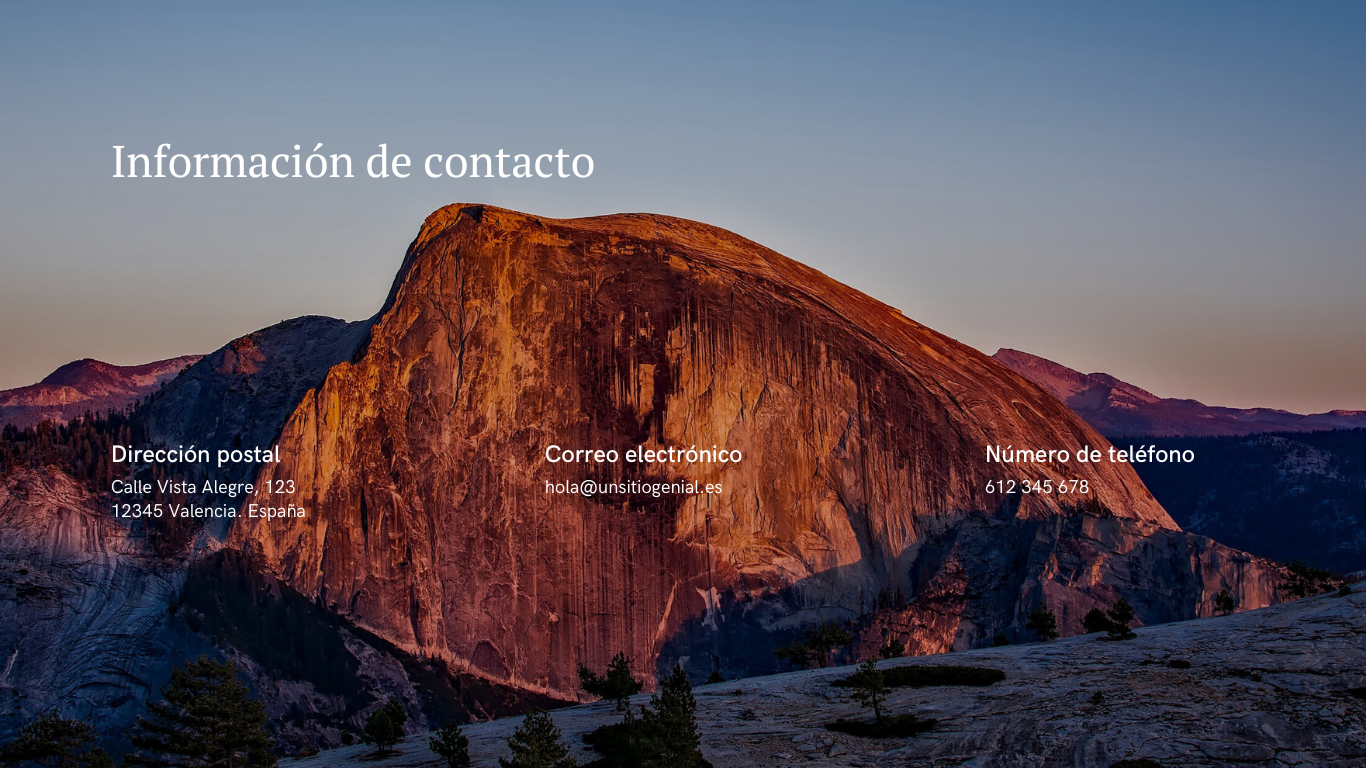 Información de contacto
Dirección postal
Calle Vista Alegre, 123
12345 Valencia. España
Correo electrónico
hola@unsitiogenial.es
Número de teléfono
612 345 678